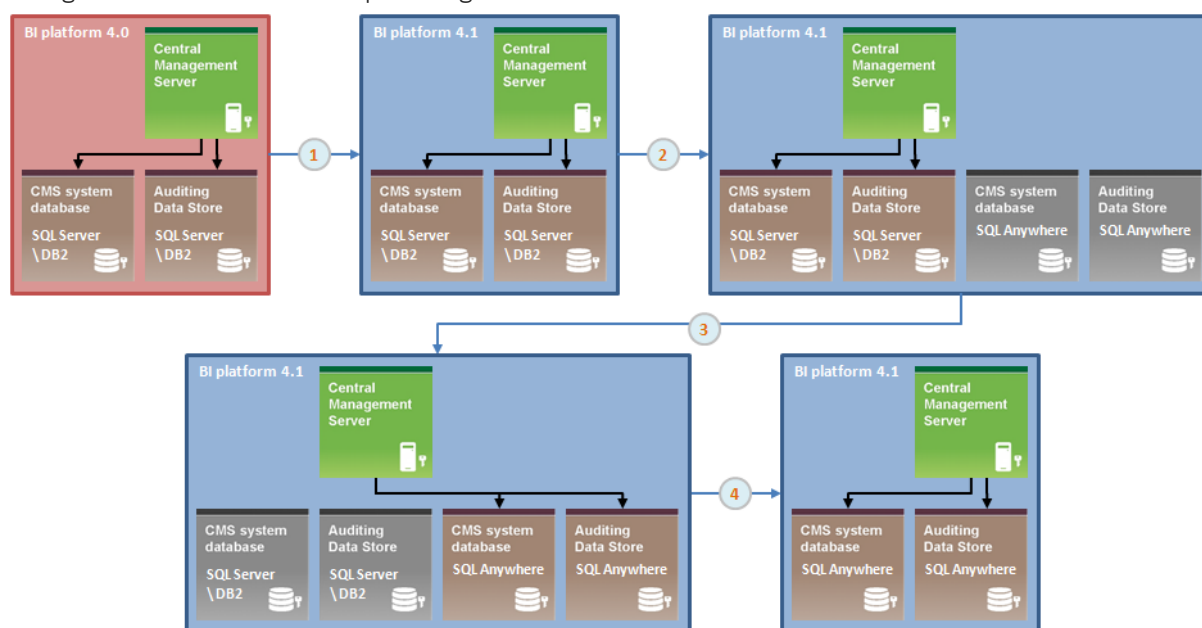 BI platform 4.0
Central
Management
Server
CMS system
database
SQL Server
\DB2
Auditing
Data Store
SQL Server
\DB2
1
BI platform 4.1
Central
Management
Server
CMS system
database
SQL Server
\DB2
Auditing
Data Store
SQL Server
\DB2
2
BI platform 4.1
Central
Management
Server
CMS system
database
SQL Server
\DB2
Auditing
Data Store
SQL Server
\DB2
CMS system
database
SQL Anywhere
Auditing
Data Store
SQL Anywhere
3
BI platform 4.1
Central
Management
Server
CMS system
database
SQL Server
\DB2
Auditing
Data Store
SQL Server
\DB2
CMS system
database
SQL Anywhere
Auditing
Data Store
SQL Anywhere
4
BI platform 4.1
Central
Management
Server
CMS system
database
SQL Anywhere
Auditing
Data Store
SQL Anywhere